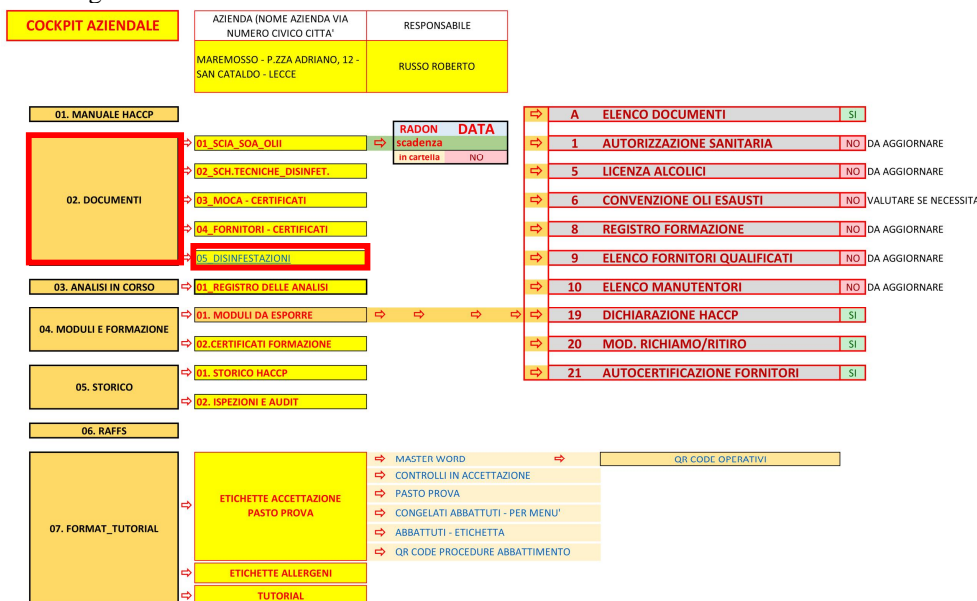 COCKPIT AZIENDALE
AZIENDA (NOME AZIENDA VIA
NUMERO CIVICO CITTA'
RESPONSABILE
MAREMOSSO - P.ZZA ADRIANO, 12 -
SAN CATALDO - LECCE
RUSSO ROBERTO
01. MANUALE HACCP
A ELENCO DOCUMENTI SI
RADON DATA
scadenza
in cartella NO
02. DOCUMENTI
01_SCIA_SOA_OLII
1 AUTORIZZAZIONE SANITARIA NO DA AGGIORNARE
02_SCH.TECNICHE_DISINFET.
5 LICENZA ALCOLICI NO DA AGGIORNARE
03_MOCA - CERTIFICATI
6 CONVENZIONE OLI ESAUSTI NO VALUTARE SE NECESSITA
04_FORNITORI - CERTIFICATI
8 REGISTRO FORMAZIONE NO DA AGGIORNARE
05_DISINFESTAZIONI
9 ELENCO FORNITORI QUALIFICATI NO DA AGGIORNARE
03. ANALISI IN CORSO
01_REGISTRO DELLE ANALISI
10 ELENCO MANUTENTORI NO DA AGGIORNARE
04. MODULI E FORMAZIONE
01. MODULI DA ESPORRE
19 DICHIARAZIONE HACCP SI
02.CERTIFICATI FORMAZIONE
20 MOD. RICHIAMO/RITIRO SI
05. STORICO
01. STORICO HACCP
21 AUTOCERTIFICAZIONE FORNITORI SI
02. ISPEZIONI E AUDIT
06. RAFFS
07. FORMAT_TUTORIAL
ETICHETTE ACCETTAZIONE
PASTO PROVA
MASTER WORD
QR CODE OPERATIVI
CONTROLLI IN ACCETTAZIONE
PASTO PROVA
CONGELATI ABBATTUTI - PER MENU'
ABBATTUTI - ETICHETTA
QR CODE PROCEDURE ABBATTIMENTO
ETICHETTE ALLERGENI
TUTORIAL